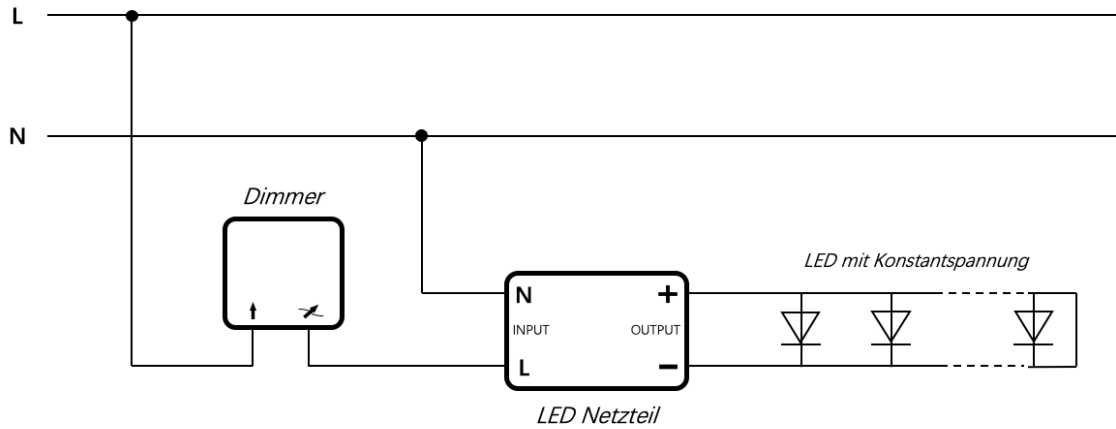 L
N
Dimmer
LED mit Konstantspannung
N +
INPUT OUTPUT
L −
LED Netzteil